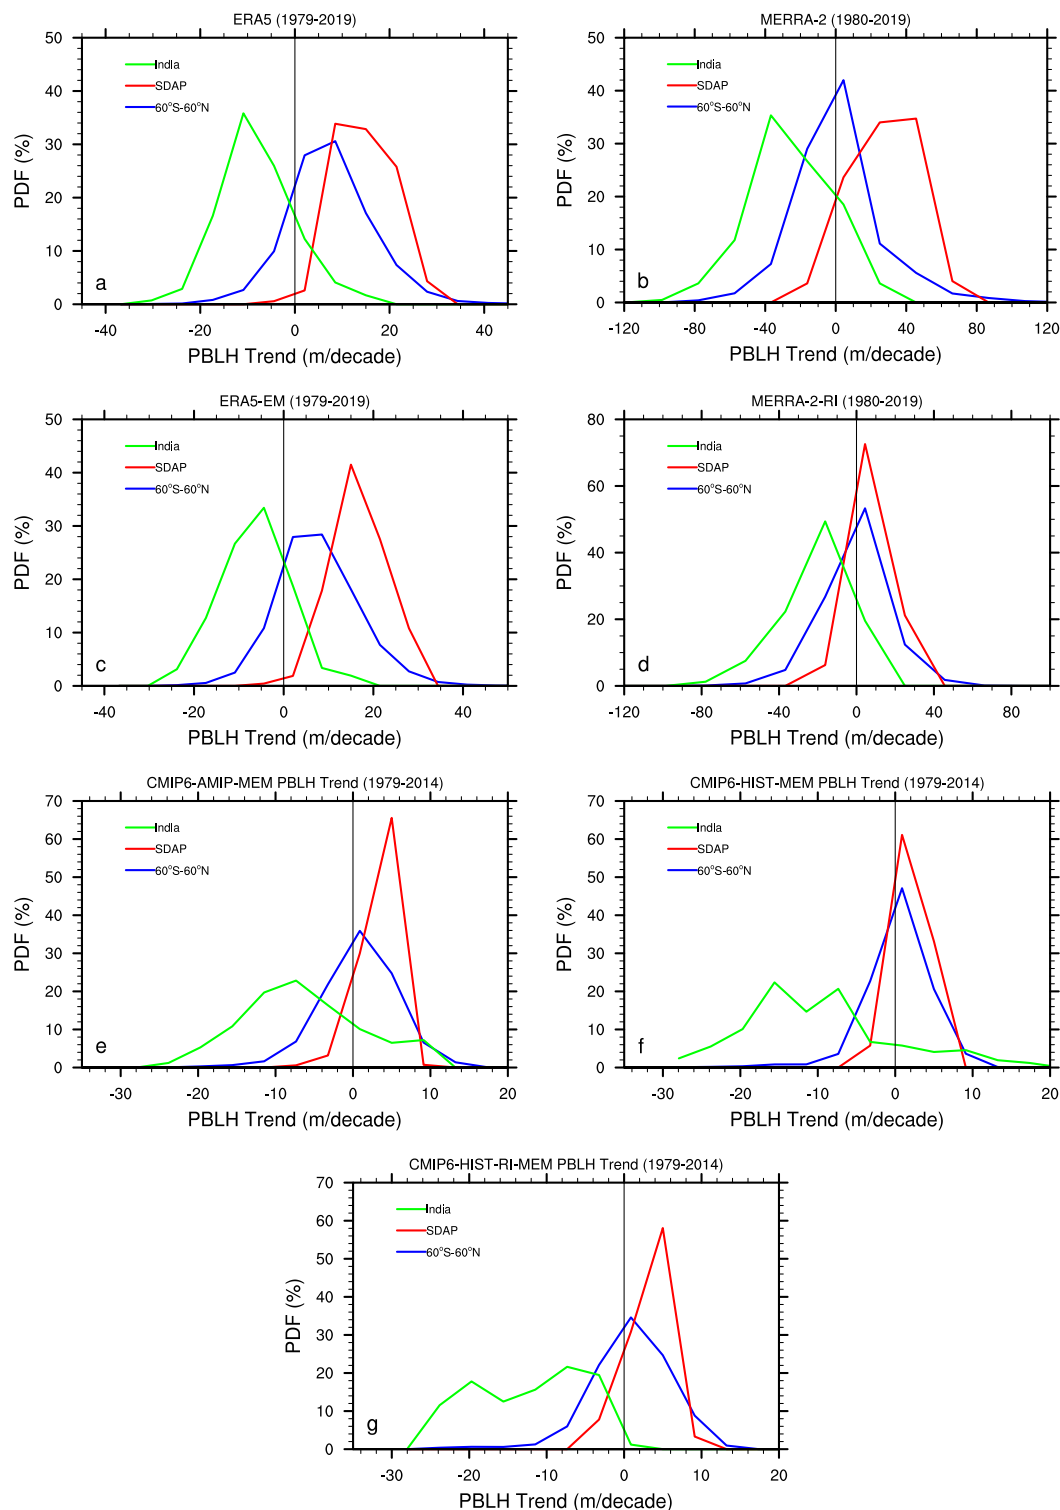 ERA5 (1979-2019)
PDF (%)
50
40
30
20
10
0
India
SDAP
60°S-60°N
a
-40 -20 0 20 40
PBLH Trend (m/decade)
MERRA-2 (1980-2019)
PDF (%)
50
40
30
20
10
0
India
SDAP
60°S-60°N
b
-120 -80 -40 0 40 80 120
PBLH Trend (m/decade)
ERA5-EM (1979-2019)
PDF (%)
50
40
30
20
10
0
India
SDAP
60°S-60°N
c
-40 -20 0 20 40
PBLH Trend (m/decade)
MERRA-2-RI (1980-2019)
PDF (%)
80
60
40
20
0
India
SDAP
60°S-60°N
d
-120 -80 -40 0 40 80
PBLH Trend (m/decade)
CMIP6-AMIP-MEM PBLH Trend (1979-2014)
PDF (%)
70
60
50
40
30
20
10
0
India
SDAP
60°S-60°N
e
-30 -20 -10 0 10 20
PBLH Trend (m/decade)
CMIP6-HIST-MEM PBLH Trend (1979-2014)
PDF (%)
70
60
50
40
30
20
10
0
India
SDAP
60°S-60°N
f
-30 -20 -10 0 10 20
PBLH Trend (m/decade)
CMIP6-HIST-RI-MEM PBLH Trend (1979-2014)
PDF (%)
70
60
50
40
30
20
10
0
India
SDAP
60°S-60°N
g
-30 -20 -10 0 10 20
PBLH Trend (m/decade)